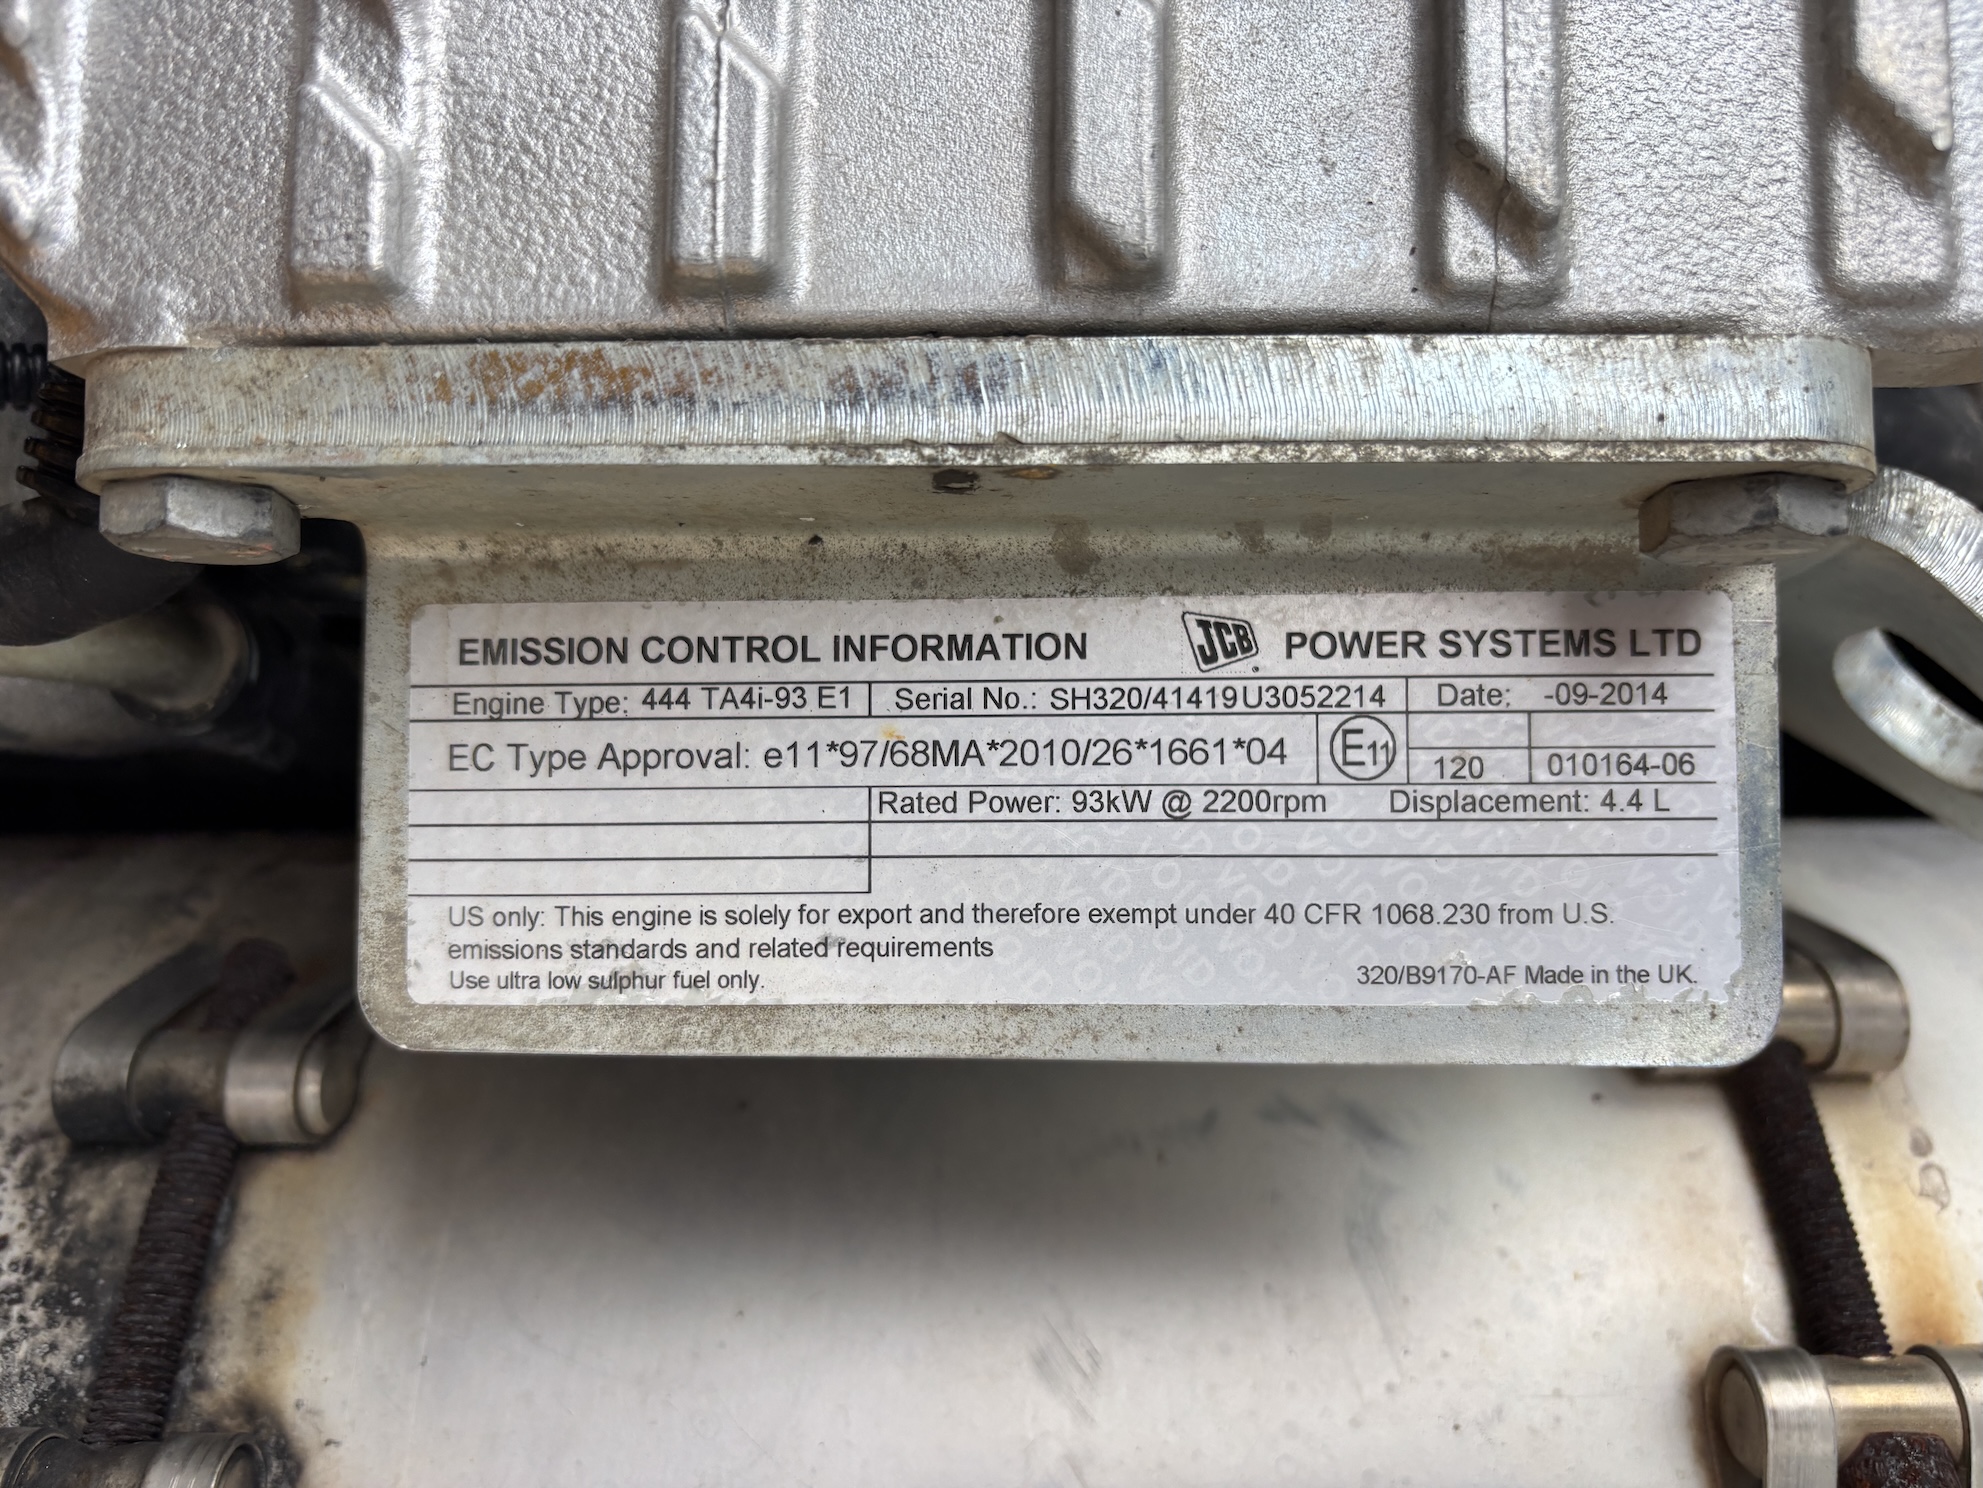 EMISSION CONTROL INFORMATION JCB POWER SYSTEMS LTD
Engine Type: 444 TA4i-93 E1 Serial No.: SH320/41419U3052214 Date: -09-2014
EC Type Approval: e11*97/68MA*2010/26*1661*04 E11 120 010164-06
Rated Power: 93kW @ 2200rpm Displacement: 4.4 L
US only: This engine is solely for export and therefore exempt under 40 CFR 1068.230 from U.S.
emissions standards and related requirements
Use ultra low sulphur fuel only. 320/B9170-AF Made in the UK.